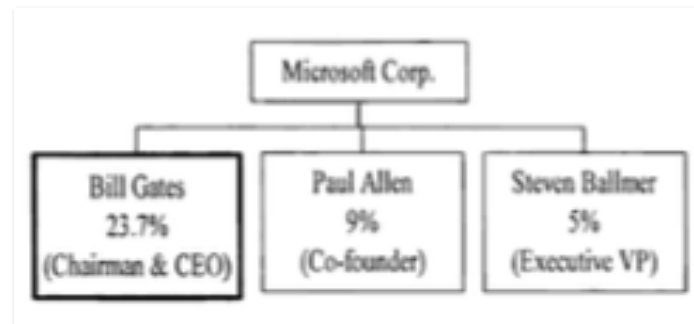 Microsoft Corp.
Bill Gates
23.7%
(Chairman & CEO)
Paul Allen
9%
(Co-founder)
Steven Ballmer
5%
(Executive VP)